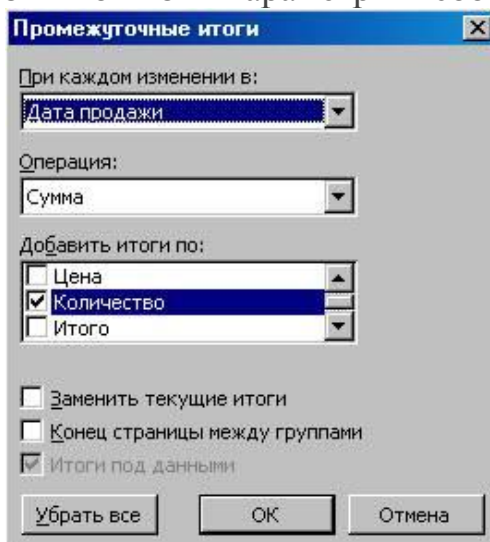 Промежуточные итоги
При каждом изменении в:
Дата продажи
Операция:
Сумма
Добавить итоги по:
Цена
Количество
Итого
Заменить текущие итоги
Конец страницы между группами
Итоги под данными
Убрать все ОК Отмена